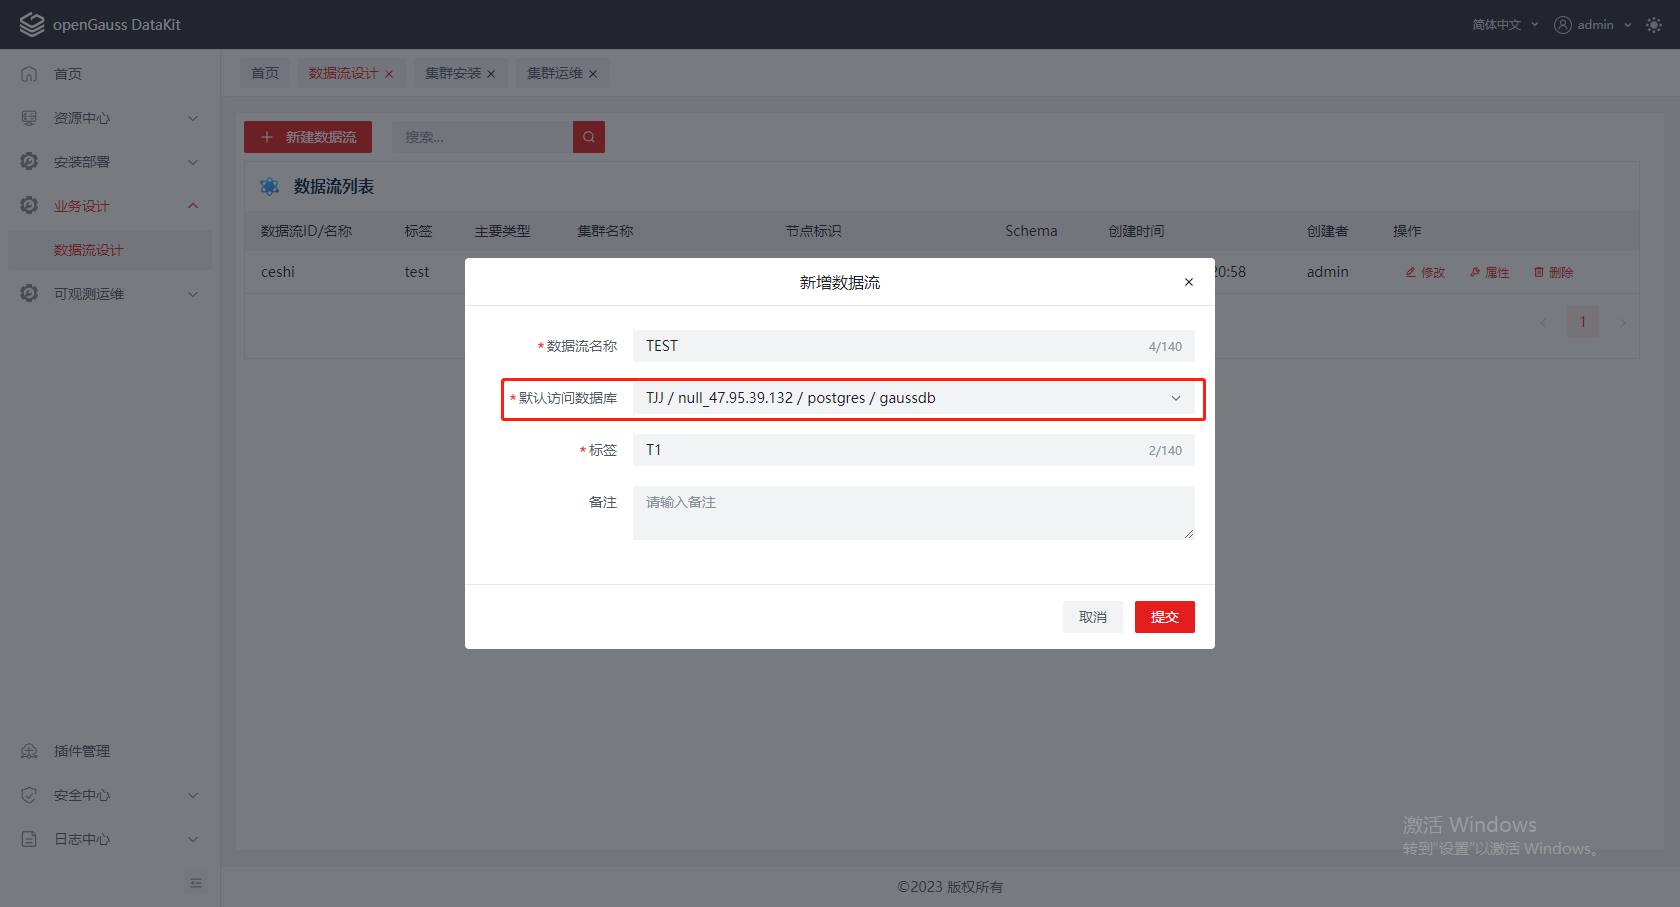 openGauss DataKit
简体中文
admin
首页
资源中心
安装部署
业务设计
数据流设计
可观测运维
插件管理
安全中心
日志中心
首页
数据流设计
集群安装
集群运维
新建数据流
搜索...
数据流列表
数据流ID/名称 标签 主要类型 集群名称 节点标识 Schema 创建时间 创建者 操作
ceshi test 20:58 admin 修改 属性 删除
1
新增数据流
*数据流名称 TEST 4/140
*默认访问数据库 TJJ / null_47.95.39.132 / postgres / gaussdb
*标签 T1 2/140
备注 请输入备注
取消 提交
激活 Windows
转到"设置"以激活 Windows。
©2023 版权所有